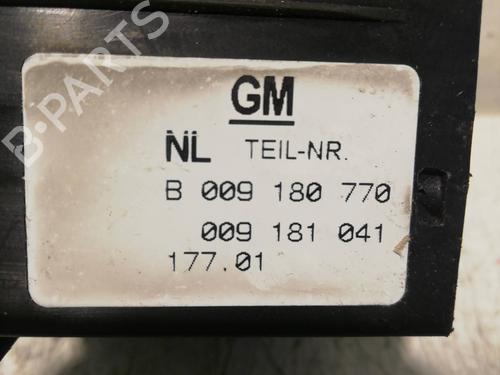 GM
NL TEIL-NR.
B 009 180 770
009 181 041
177.01
B-PARTS